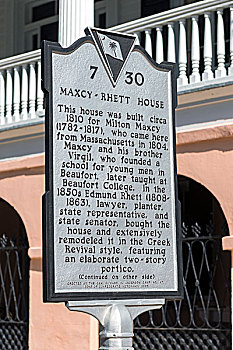 7 30
MAXCY-RHETT HOUSE
This house was built circa
1810 for Milton Maxcy
(1782-1817), who came here
from Massachusetts in 1804.
Maxcy and his brother
Virgil, who founded a
school for young men in
Beaufort, later taught at
Beaufort College. In the
1850s Edmund Rhett (1808-
1863), lawyer, planter,
state representative, and
state senator, bought the
house and extensively
remodeled it in the Greek
Revival style, featuring
an elaborate two-story
portico.
(Continued on other side)